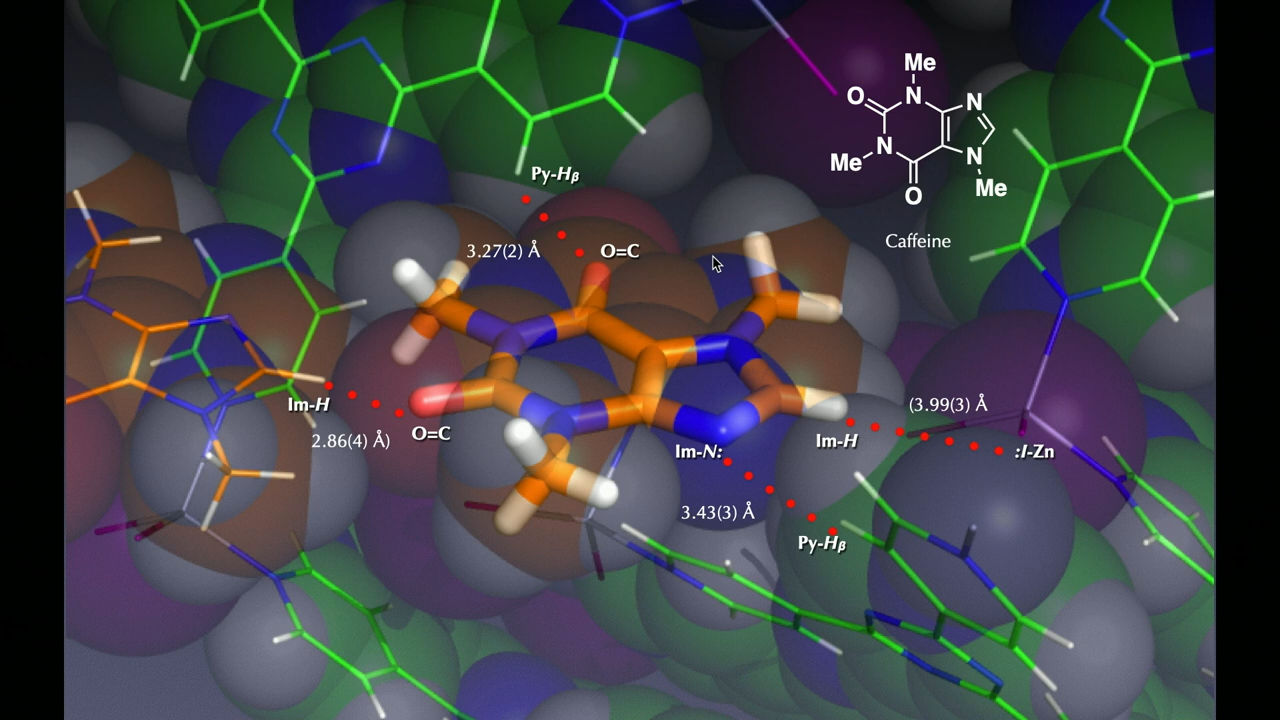 Me
O
N
N
Me
N
N
O
Me
Caffeine
Py-Hβ
3.27(2) Å
O=C
Im-H
2.86(4) Å)
O=C
(3.99(3) Å
Im-N:
Im-H
:I-Zn
3.43(3) Å
Py-Hβ